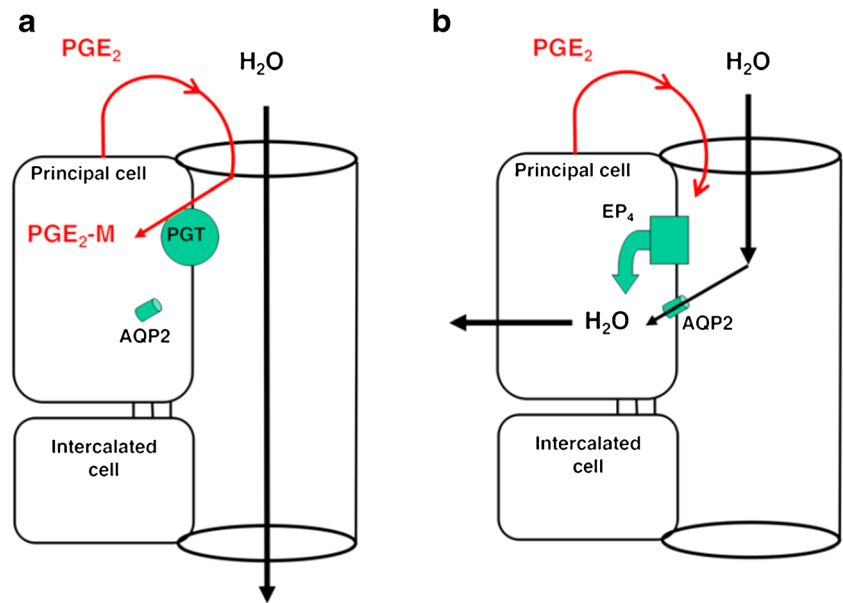 a
PGE₂
H₂O
Principal cell
PGE₂-M
PGT
AQP2
Intercalated
cell
b
PGE₂
H₂O
Principal cell
EP₄
H₂O
AQP2
Intercalated
cell